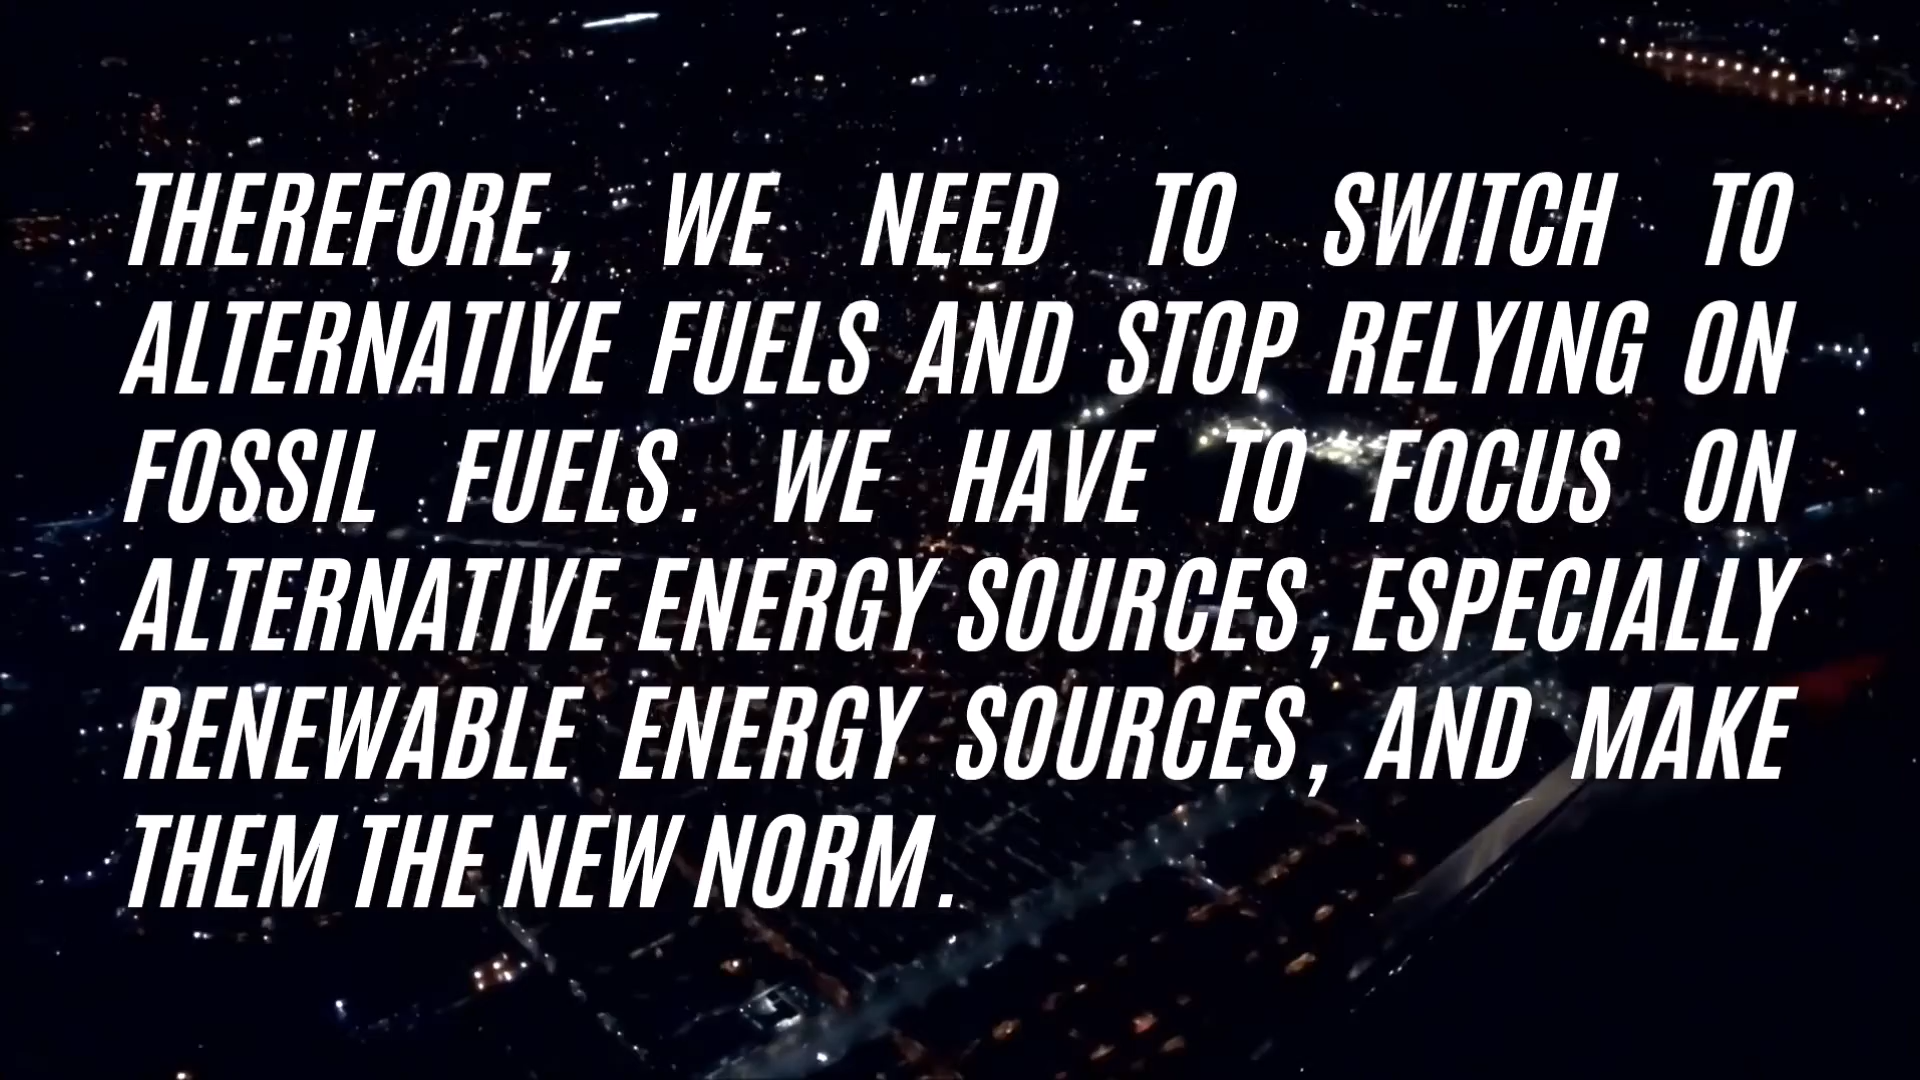 THEREFORE, WE NEED TO SWITCH TO
ALTERNATIVE FUELS AND STOP RELYING ON
FOSSIL FUELS. WE HAVE TO FOCUS ON
ALTERNATIVE ENERGY SOURCES, ESPECIALLY
RENEWABLE ENERGY SOURCES, AND MAKE
THEM THE NEW NORM.